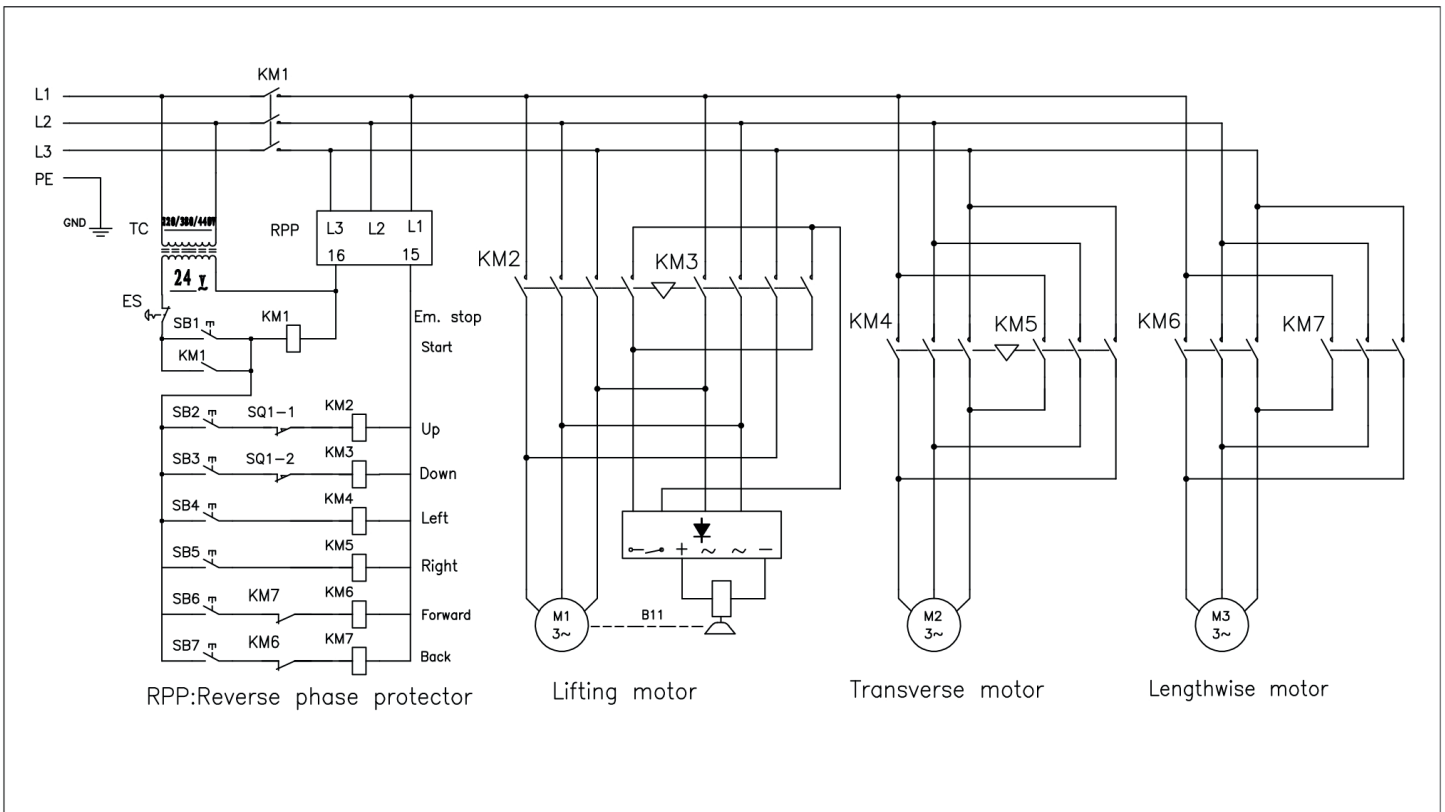 KM1
L1
L2
L3
PE
GND
TC
220/380/440V
RPP
L3 L2 L1
16 15
24 V
ES
SB1
KM1
KM1
Em. stop
Start
SB2 SQ1-1 KM2 Up
SB3 SQ1-2 KM3 Down
SB4 KM4 Left
SB5 KM5 Right
SB6 KM7 KM6 Forward
SB7 KM6 KM7 Back
RPP:Reverse phase protector
KM2
KM3
+ ~ ~ −
M1
3~
B11
Lifting motor
KM4
KM5
M2
3~
Transverse motor
KM6
KM7
M3
3~
Lengthwise motor